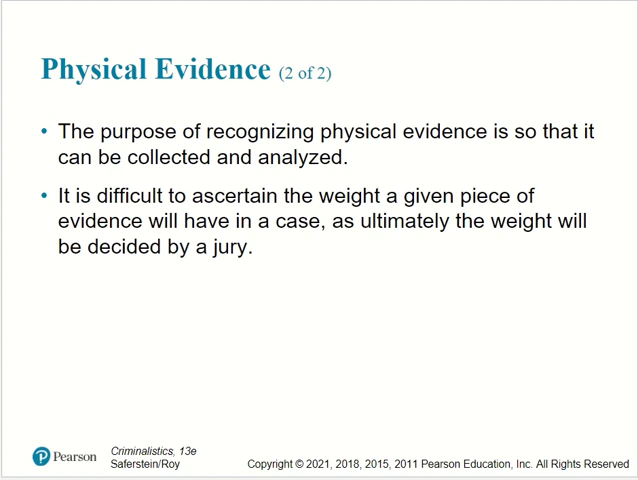 Physical Evidence (2 of 2)
• The purpose of recognizing physical evidence is so that it
can be collected and analyzed.
• It is difficult to ascertain the weight a given piece of
evidence will have in a case, as ultimately the weight will
be decided by a jury.
Pearson
Criminalistics, 13e
Saferstein/Roy
Copyright © 2021, 2018, 2015, 2011 Pearson Education, Inc. All Rights Reserved